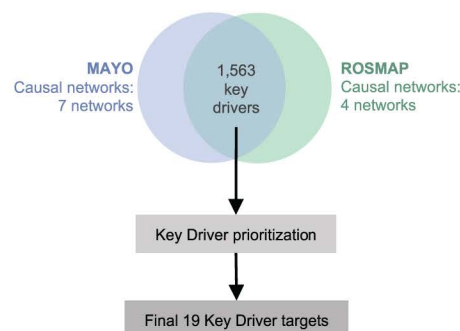 MAYO
Causal networks:
7 networks
1,563
key
drivers
ROSMAP
Causal networks:
4 networks
Key Driver prioritization
Final 19 Key Driver targets